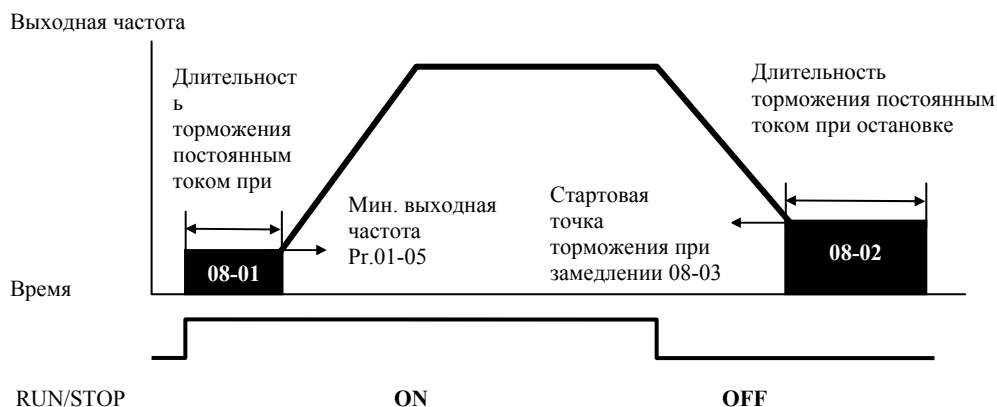 Выходная частота
Длительност
ь
торможения
постоянным
током при
Длительность
торможения постоянным
током при остановке
Мин. выходная
частота
Pr.01-05
Стартовая
точка
торможения при
замедлении 08-03
08-01
08-02
Время
RUN/STOP
ON
OFF